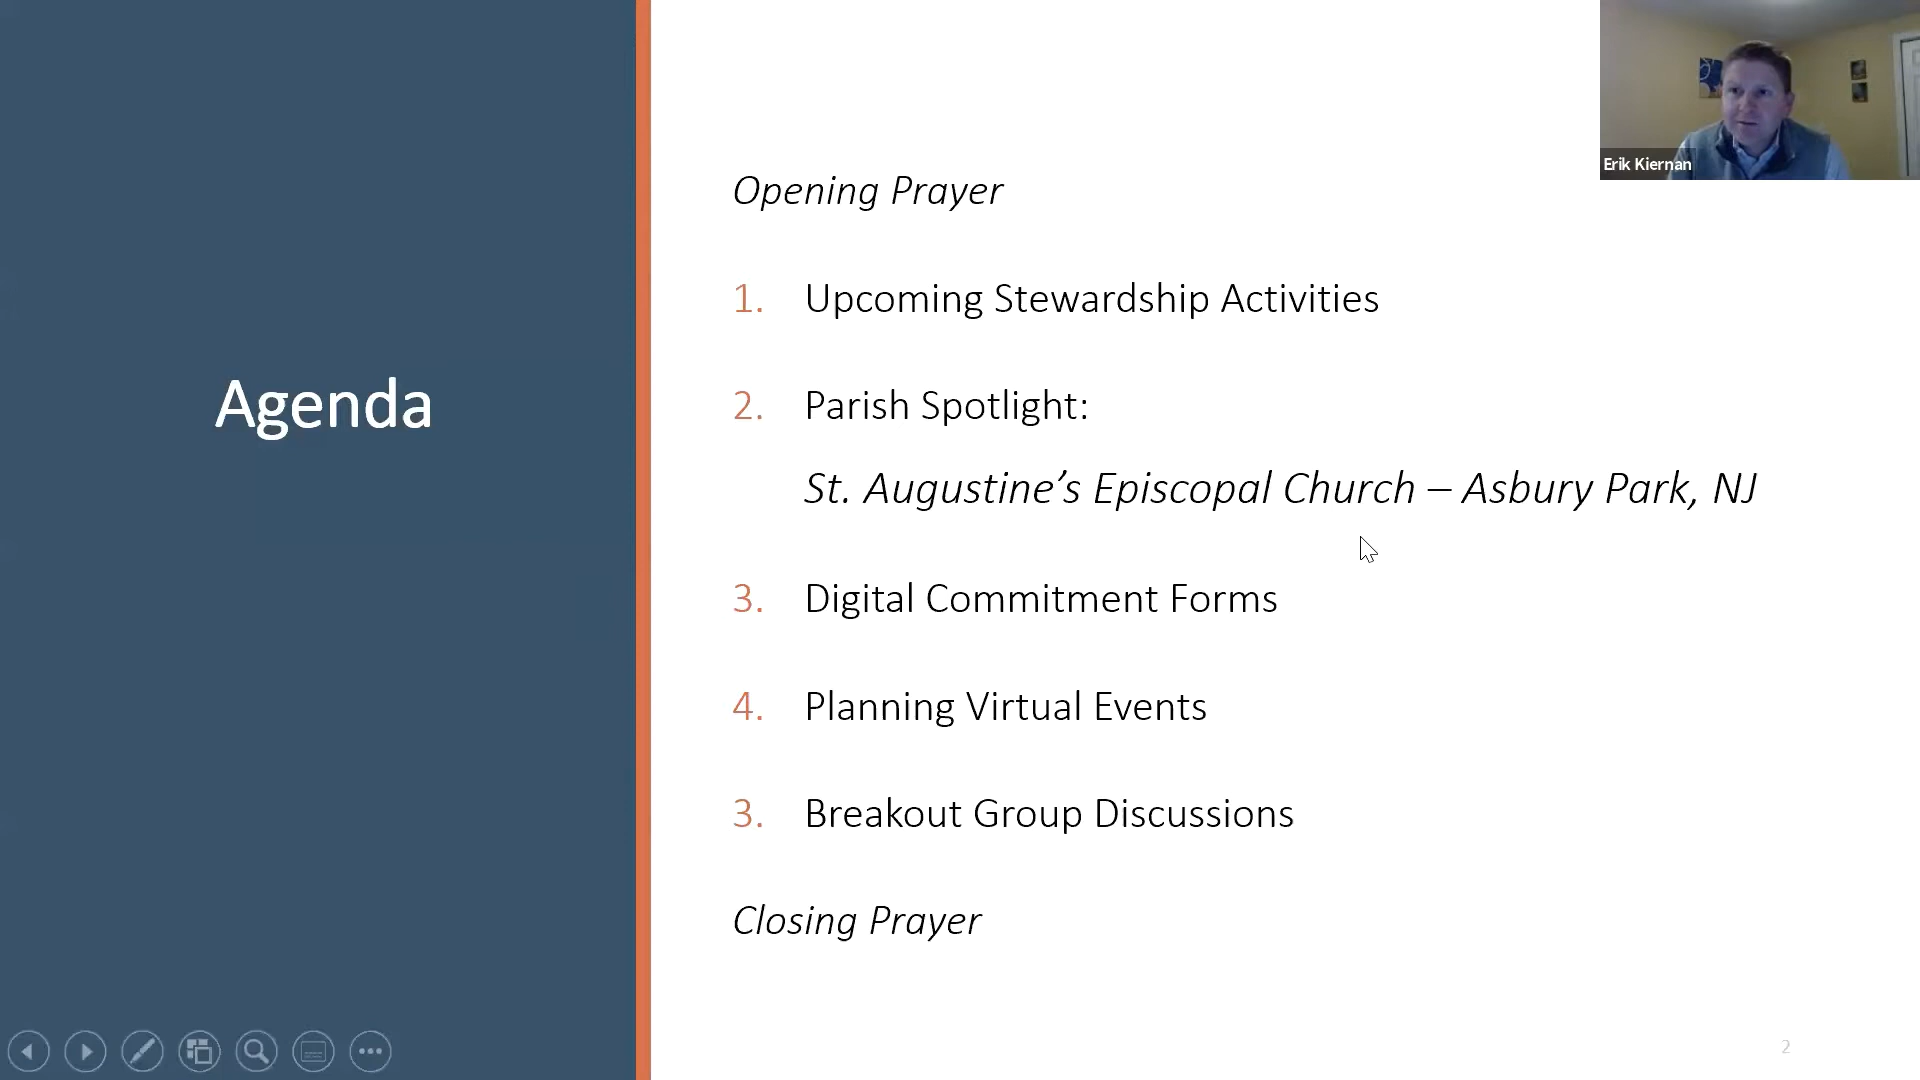 Agenda
Opening Prayer
1. Upcoming Stewardship Activities
2. Parish Spotlight:
St. Augustine’s Episcopal Church – Asbury Park, NJ
3. Digital Commitment Forms
4. Planning Virtual Events
3. Breakout Group Discussions
Closing Prayer
Erik Kiernan
2